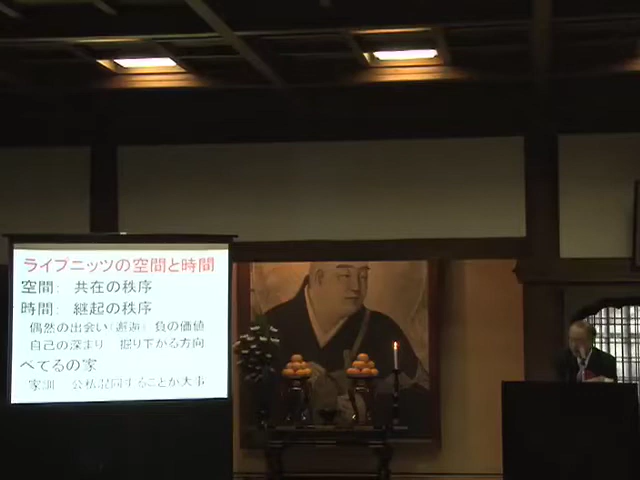 ライプニッツの空間と時間
空間: 共在の秩序
時間: 継起の秩序
偶然の出会い(邂逅) 負の価値
自己の深まり 掘り下がる方向
べてるの家
家訓 公私混同することが大事